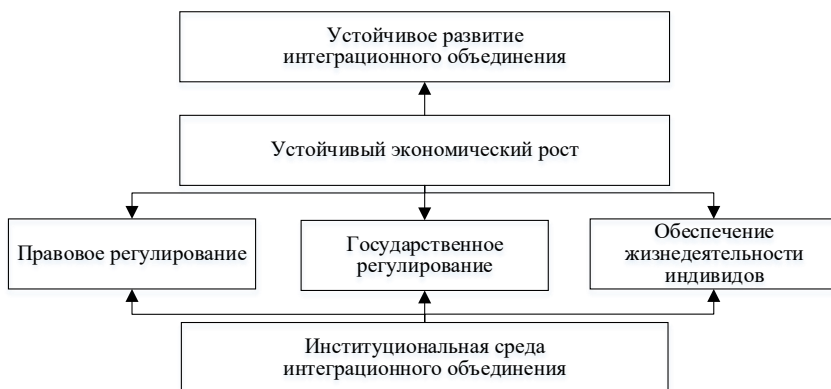 Устойчивое развитие
интеграционного объединения
Устойчивый экономический рост
Правовое регулирование
Государственное
регулирование
Обеспечение
жизнедеятельности
индивидов
Институциональная среда
интеграционного объединения